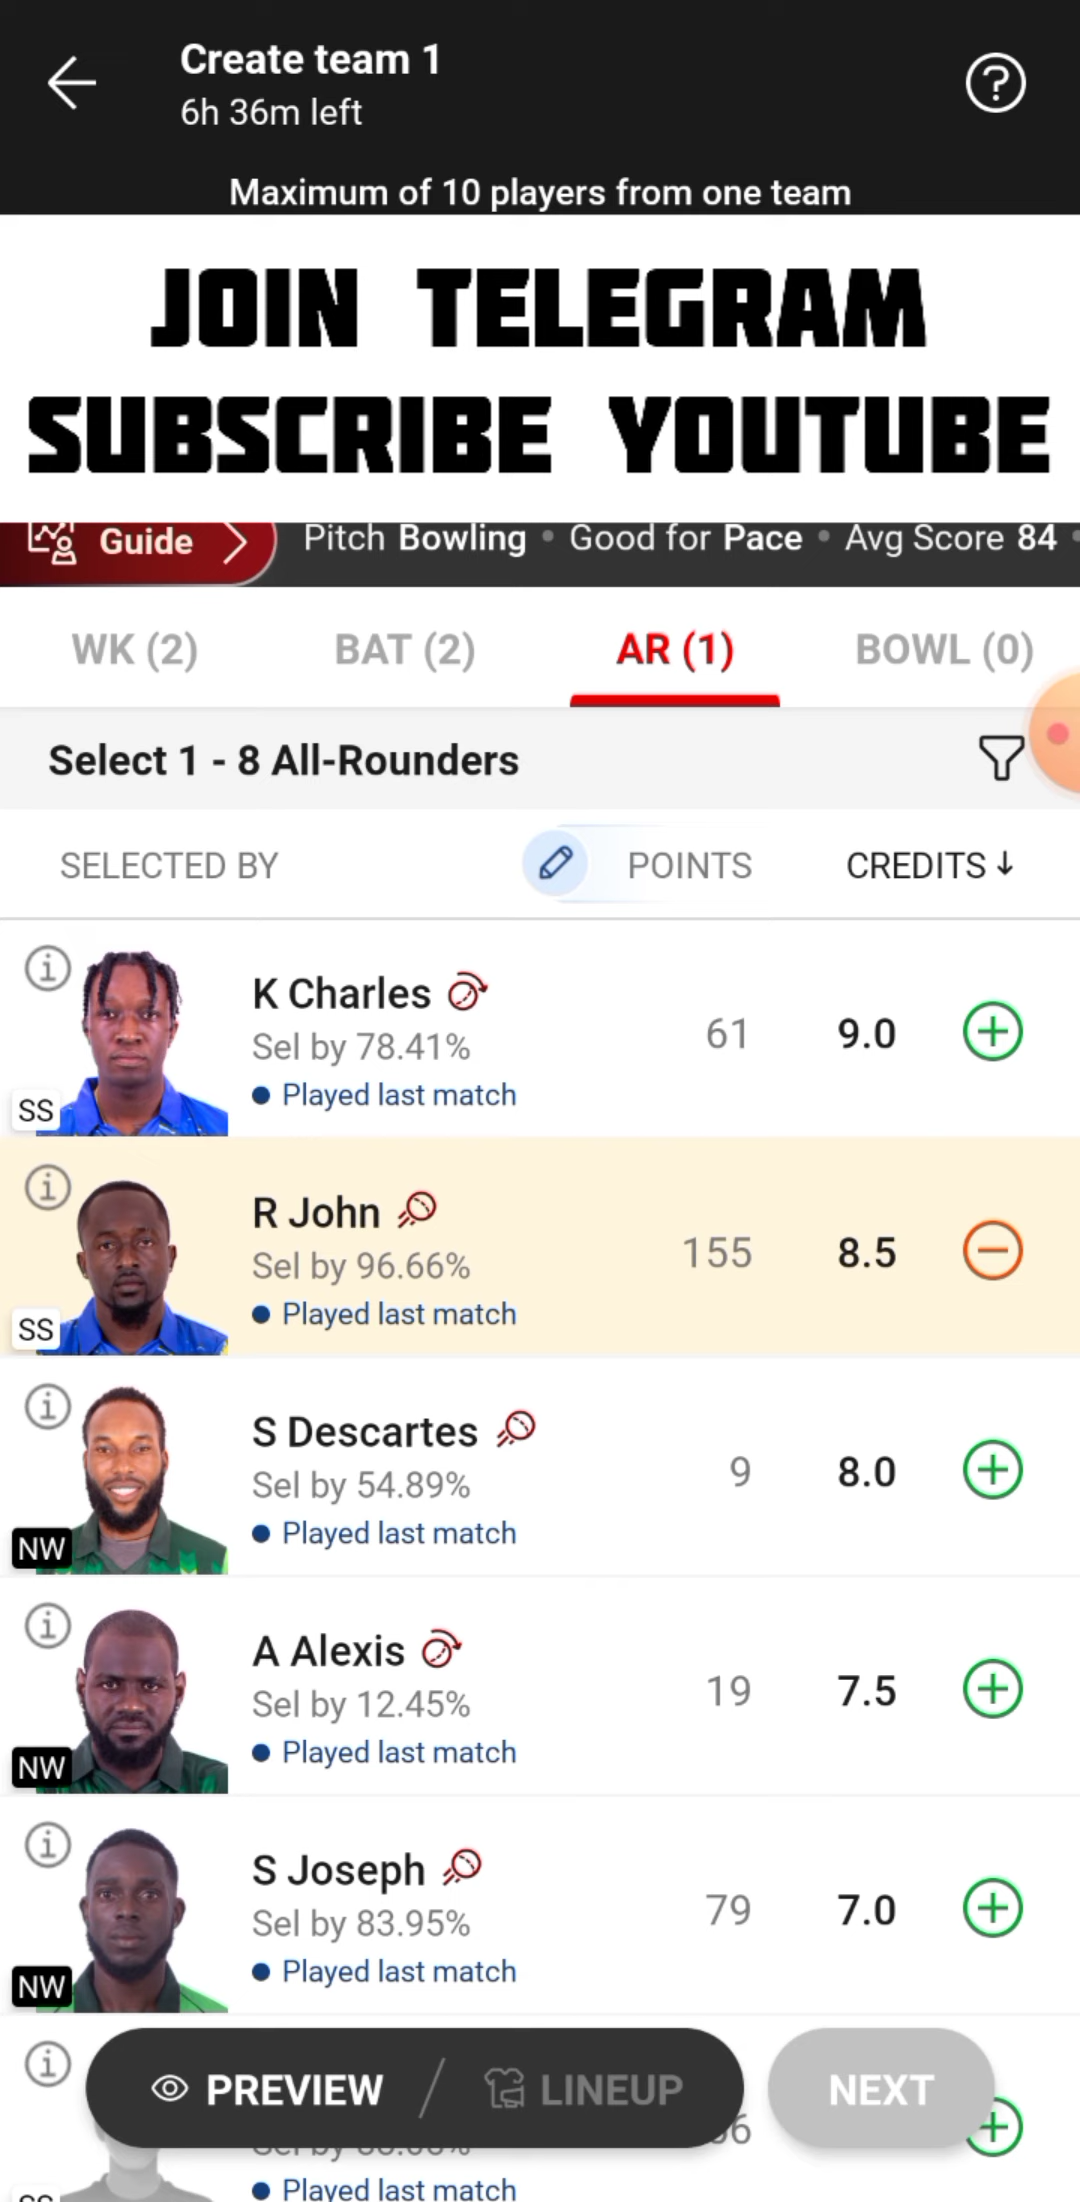 Create team 1
6h 36m left
Maximum of 10 players from one team
JOIN TELEGRAM
SUBSCRIBE YOUTUBE
Guide
Pitch Bowling • Good for Pace • Avg Score 84
WK (2) BAT (2) AR (1) BOWL (0)
Select 1 - 8 All-Rounders
SELECTED BY POINTS CREDITS ↓
K Charles
Sel by 78.41%
61 9.0
Played last match
SS
R John
Sel by 96.66%
155 8.5
Played last match
SS
S Descartes
Sel by 54.89%
9 8.0
Played last match
NW
A Alexis
Sel by 12.45%
19 7.5
Played last match
NW
S Joseph
Sel by 83.95%
79 7.0
Played last match
NW
PREVIEW / LINEUP NEXT
Played last match